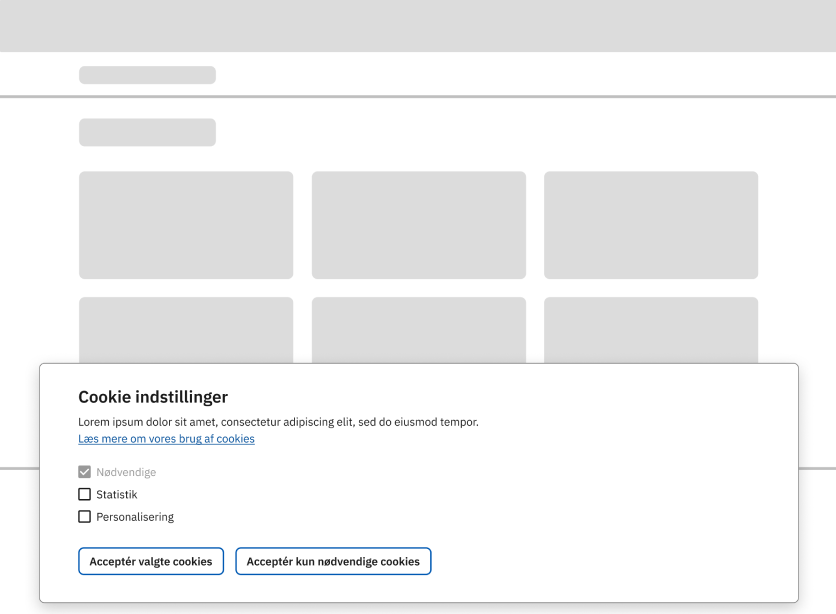 Cookie indstillinger
Lorem ipsum dolor sit amet, consectetur adipiscing elit, sed do eiusmod tempor.
Læs mere om vores brug af cookies
Nødvendige
Statistik
Personalisering
Acceptér valgte cookies
Acceptér kun nødvendige cookies